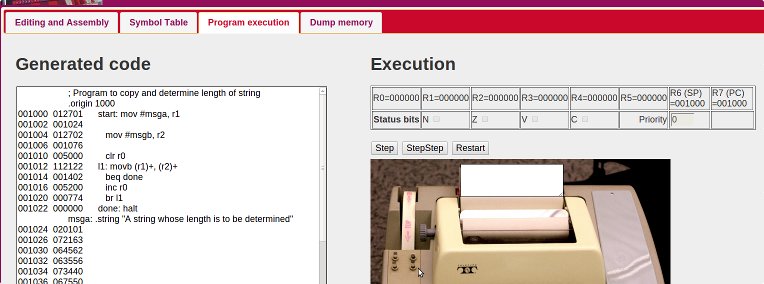 Editing and Assembly Symbol Table Program execution Dump memory
Generated code
; Program to copy and determine length of string
.origin 1000
001000 012701 start: mov #msga, r1
001002 001024
001004 012702 mov #msgb, r2
001006 001076
001010 005000 clr r0
001012 112122 l1: movb (r1)+, (r2)+
001014 001402 beq done
001016 005200 inc r0
001020 000774 br l1
001022 000000 done: halt
msga: .string "A string whose length is to be determined"
001024 020101
001026 072163
001030 064562
001032 063556
001034 073440
001036 067550
Execution
R0=000000 R1=000000 R2=000000 R3=000000 R4=000000 R5=000000 R6 (SP) =001000 R7 (PC) =001000
Status bits N Z V C Priority 0
Step StepStep Restart